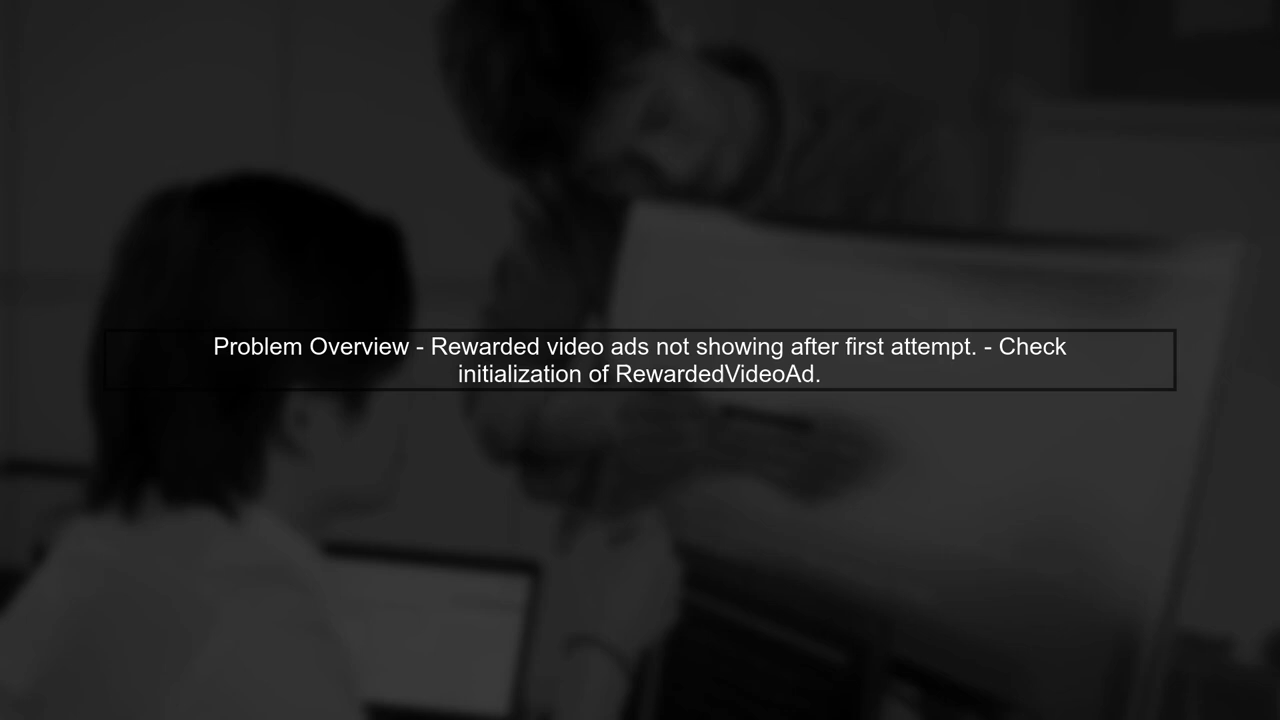 Problem Overview - Rewarded video ads not showing after first attempt. - Check
initialization of RewardedVideoAd.